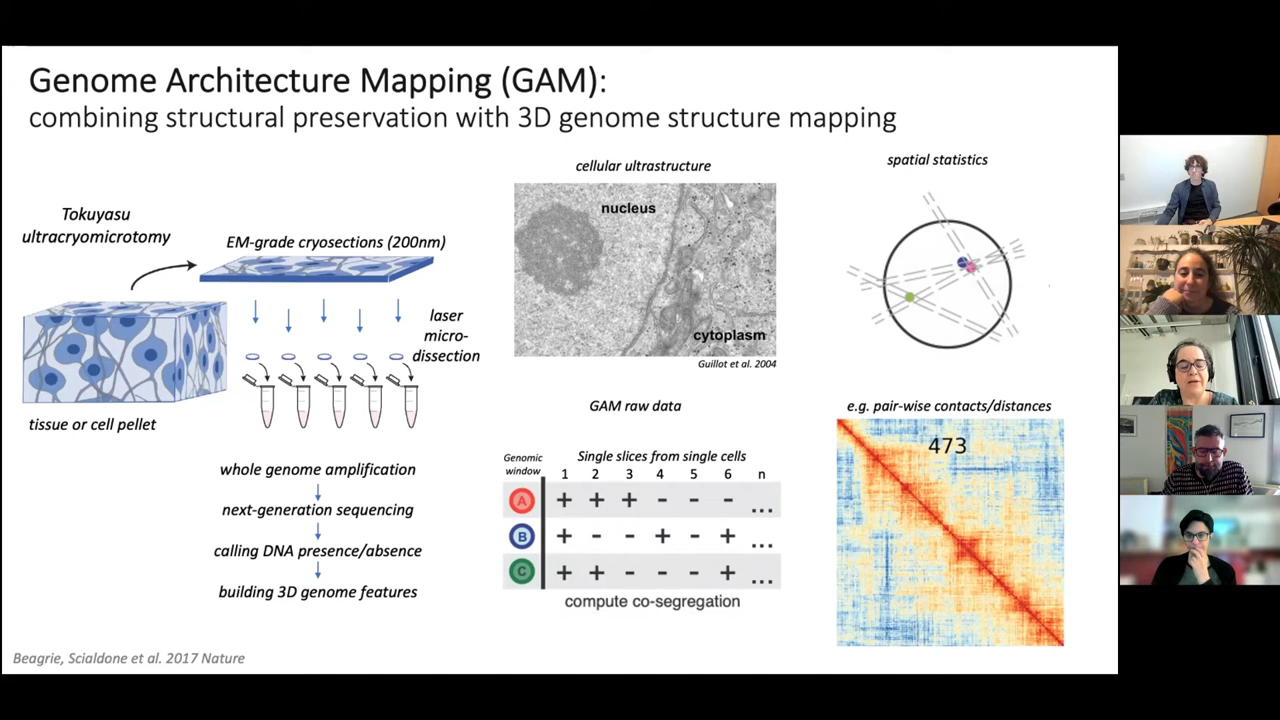 Genome Architecture Mapping (GAM):
combining structural preservation with 3D genome structure mapping
Tokuyasu
ultracryomicrotomy
EM-grade cryosections (200nm)
laser
micro-
dissection
tissue or cell pellet
whole genome amplification
next-generation sequencing
calling DNA presence/absence
building 3D genome features
cellular ultrastructure
nucleus
cytoplasm
Guillot et al. 2004
GAM raw data
Genomic
window
Single slices from single cells
1 2 3 4 5 6 n
A + + + - - - ...
B + - - + - + ...
C + + - - - + ...
compute co-segregation
spatial statistics
e.g. pair-wise contacts/distances
473
Beagrie, Scialdone et al. 2017 Nature